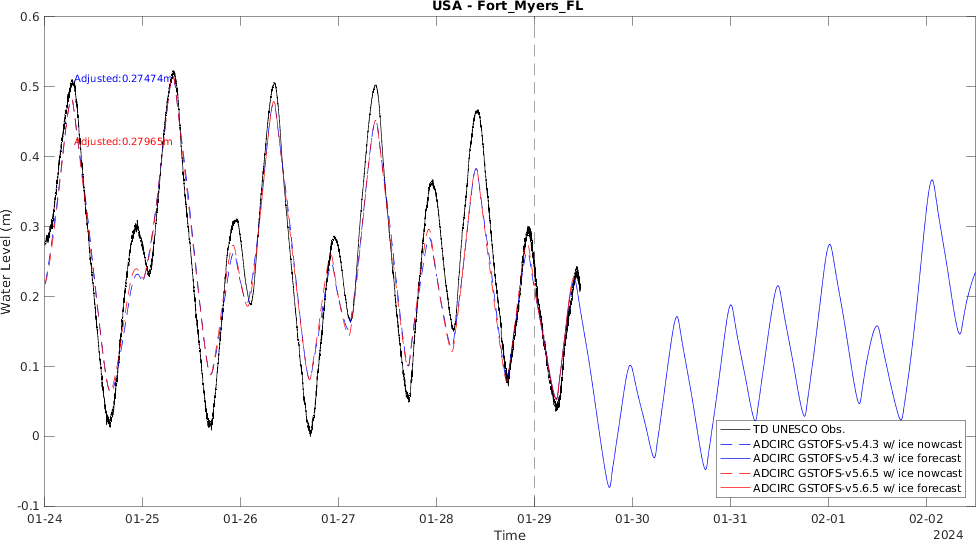 USA - Fort_Myers_FL
0.6
0.5
0.4
0.3
0.2
0.1
0
-0.1
Water Level (m)
Adjusted:0.27474m
Adjusted:0.27965m
TD UNESCO Obs.
ADCIRC GSTOFS-v5.4.3 w/ ice nowcast
ADCIRC GSTOFS-v5.4.3 w/ ice forecast
ADCIRC GSTOFS-v5.6.5 w/ ice nowcast
ADCIRC GSTOFS-v5.6.5 w/ ice forecast
01-24 01-25 01-26 01-27 01-28 01-29 01-30 01-31 02-01 02-02
Time
2024